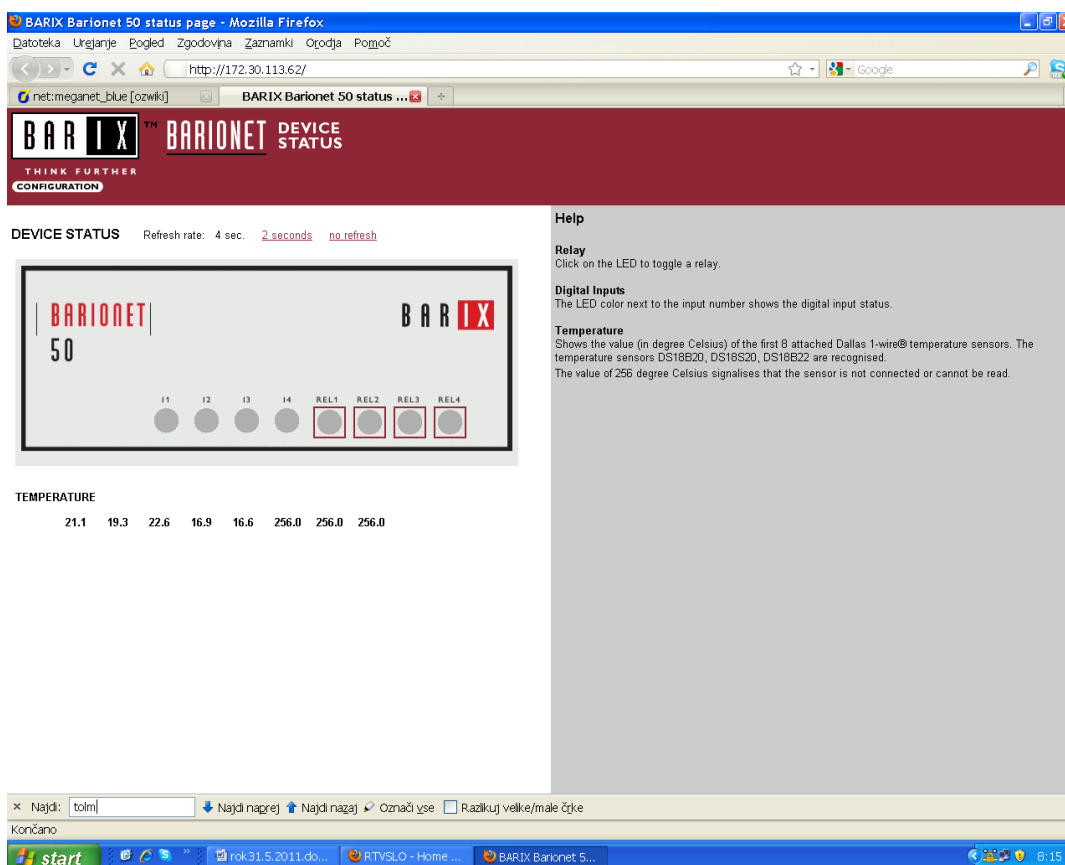 BARIX Barionet 50 status page - Mozilla Firefox
Datoteka Urejanje Pogled Zgodovina Zaznamki Orodja Pomoč
http://172.30.113.62/ Google
net:meganet_blue [ozwiki] BARIX Barionet 50 status ...
BARIX ™ BARIONET DEVICE STATUS
THINK FURTHER
CONFIGURATION
DEVICE STATUS Refresh rate: 4 sec. 2 seconds no refresh
BARIONET BARIX
50
I1 I2 I3 I4 REL1 REL2 REL3 REL4
TEMPERATURE
21.1 19.3 22.6 16.9 16.6 256.0 256.0 256.0
Help
Relay
Click on the LED to toggle a relay.
Digital Inputs
The LED color next to the input number shows the digital input status.
Temperature
Shows the value (in degree Celsius) of the first 8 attached Dallas 1-wire® temperature sensors. The
temperature sensors DS18B20, DS18S20, DS18B22 are recognised.
The value of 256 degree Celsius signalises that the sensor is not connected or cannot be read.
Najdi: tolm Najdi naprej Najdi nazaj Označi vse Razlikuj velike/male črke
Končano
start rok31.5.2011.do... RTVSLO - Home ... BARIX Barionet 5... 8:15